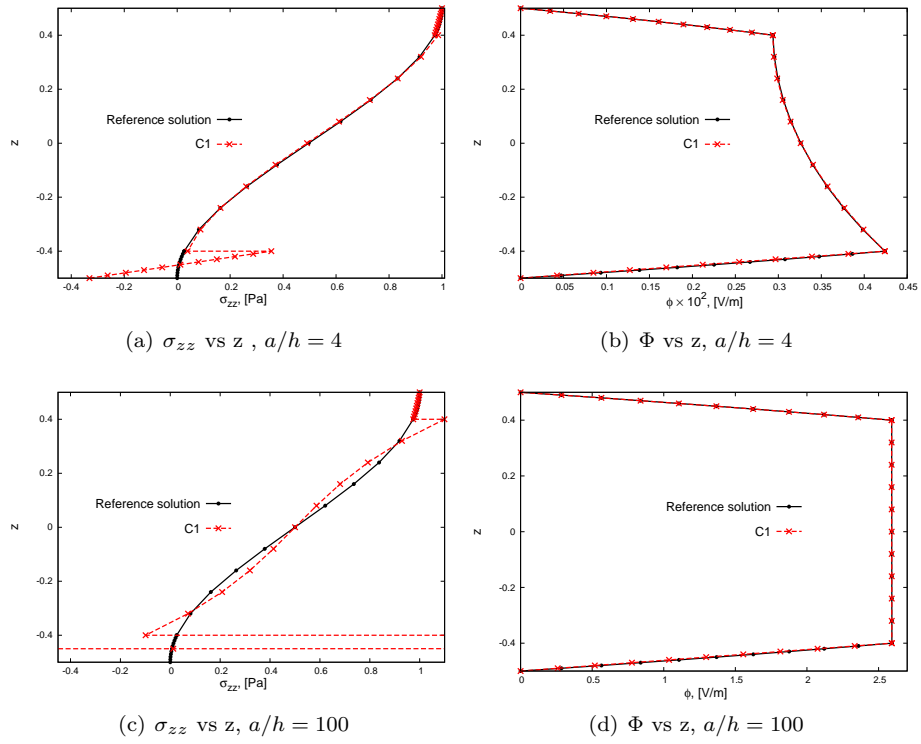 0.4
0.2
0
-0.2
-0.4
z
Reference solution
C1
0
0.2
0.4
0.6
0.8
1
σzz, [Pa]
(a) σzz vs z , a/h = 4
0.4
0.2
0
-0.2
-0.4
z
Reference solution
C1
0
0.05
0.1
0.15
0.2
0.25
0.3
0.35
0.4
0.45
ϕ × 10², [V/m]
(b) Φ vs z, a/h = 4
0.4
0.2
0
-0.2
-0.4
z
Reference solution
C1
-0.4
-0.2
0
0.2
0.4
0.6
0.8
1
σzz, [Pa]
(c) σzz vs z, a/h = 100
0.4
0.2
0
-0.2
-0.4
z
Reference solution
C1
0
0.5
1
1.5
2
2.5
ϕ, [V/m]
(d) Φ vs z, a/h = 100